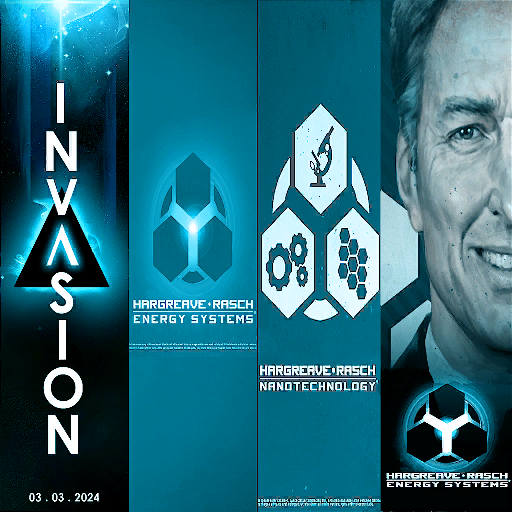 INVASION
03 . 03 . 2024
HARGREAVE·RASCH
ENERGY SYSTEMS
HARGREAVE·RASCH
NANOTECHNOLOGY
HARGREAVE·RASCH
ENERGY SYSTEMS